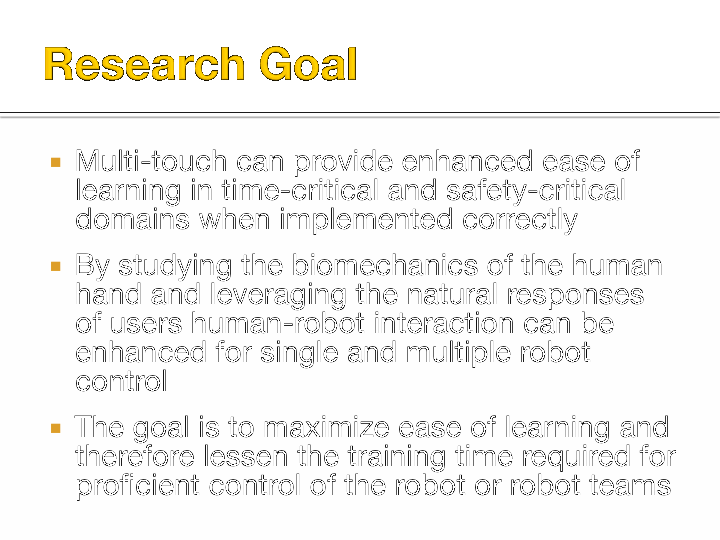 Research Goal
Multi-touch can provide enhanced ease of
learning in time-critical and safety-critical
domains when implemented correctly
By studying the biomechanics of the human
hand and leveraging the natural responses
of users human-robot interaction can be
enhanced for single and multiple robot
control
The goal is to maximize ease of learning and
therefore lessen the training time required for
proficient control of the robot or robot teams